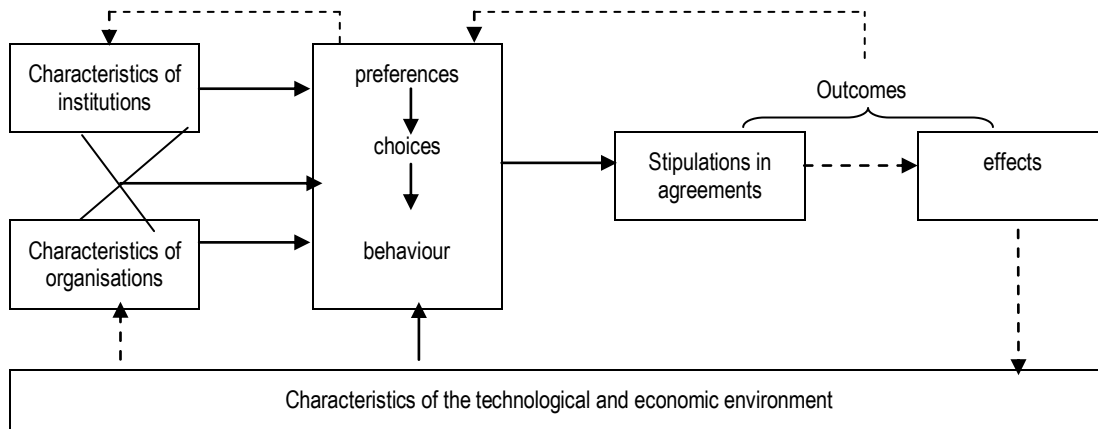 Characteristics of
institutions
preferences
choices
behaviour
Outcomes
Stipulations in
agreements
effects
Characteristics of
organisations
Characteristics of the technological and economic environment